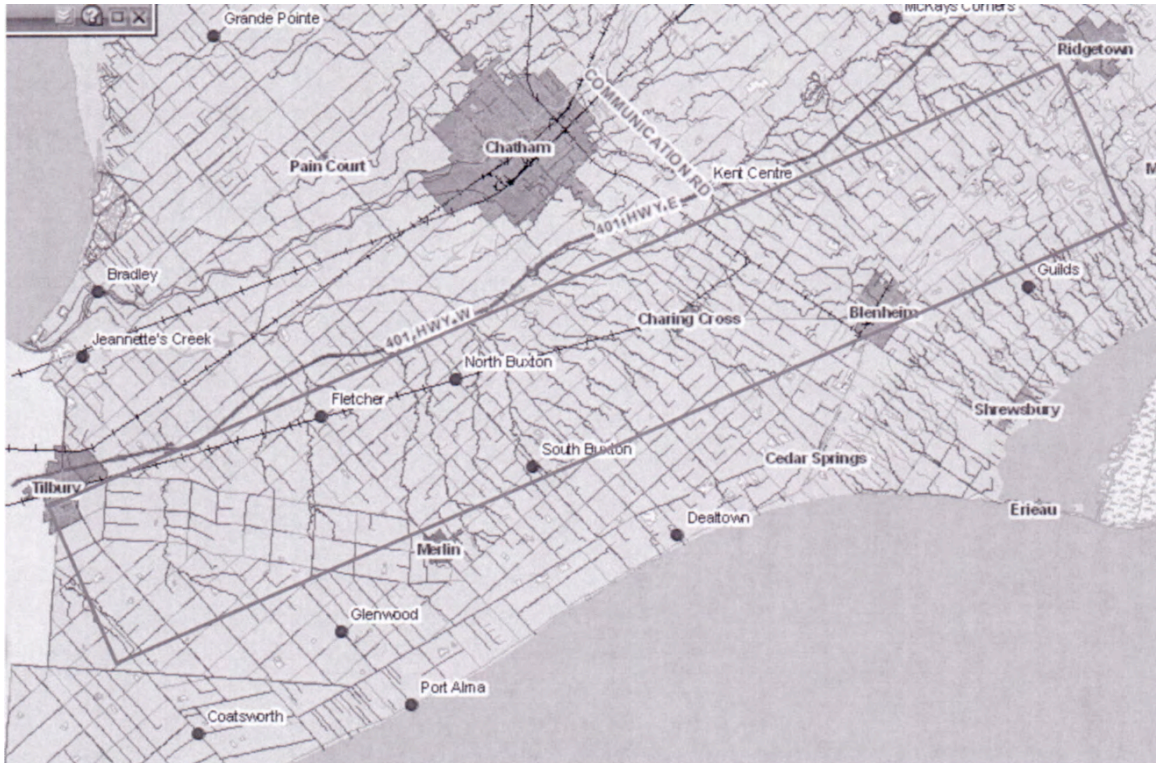 Grande Pointe
McKays Corners
Ridgetown
COMMUNICATION RD
Chatham
Pain Court
Kent Centre
401 HWY E
Bradley
Guilds
Blenheim
Charing Cross
Jeannette's Creek
401 HWY W
North Buxton
Fletcher
Shrewsbury
South Buxton
Cedar Springs
Tilbury
Erieau
Dealtown
Merlin
Glenwood
Port Alma
Coatsworth